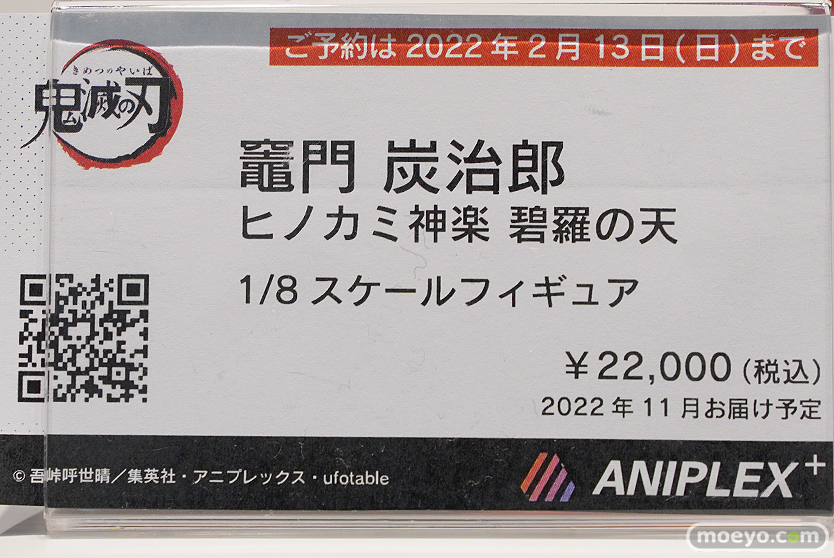 ご予約は 2022 年 2 月 13 日 (日) まで
きめつのやいば
鬼滅の刃
竈門 炭治郎
ヒノカミ神楽 碧羅の天
1/8 スケールフィギュア
¥22,000 (税込)
2022 年 11 月お届け予定
©吾峠呼世晴／集英社・アニプレックス・ufotable
ANIPLEX+
moeyo.com